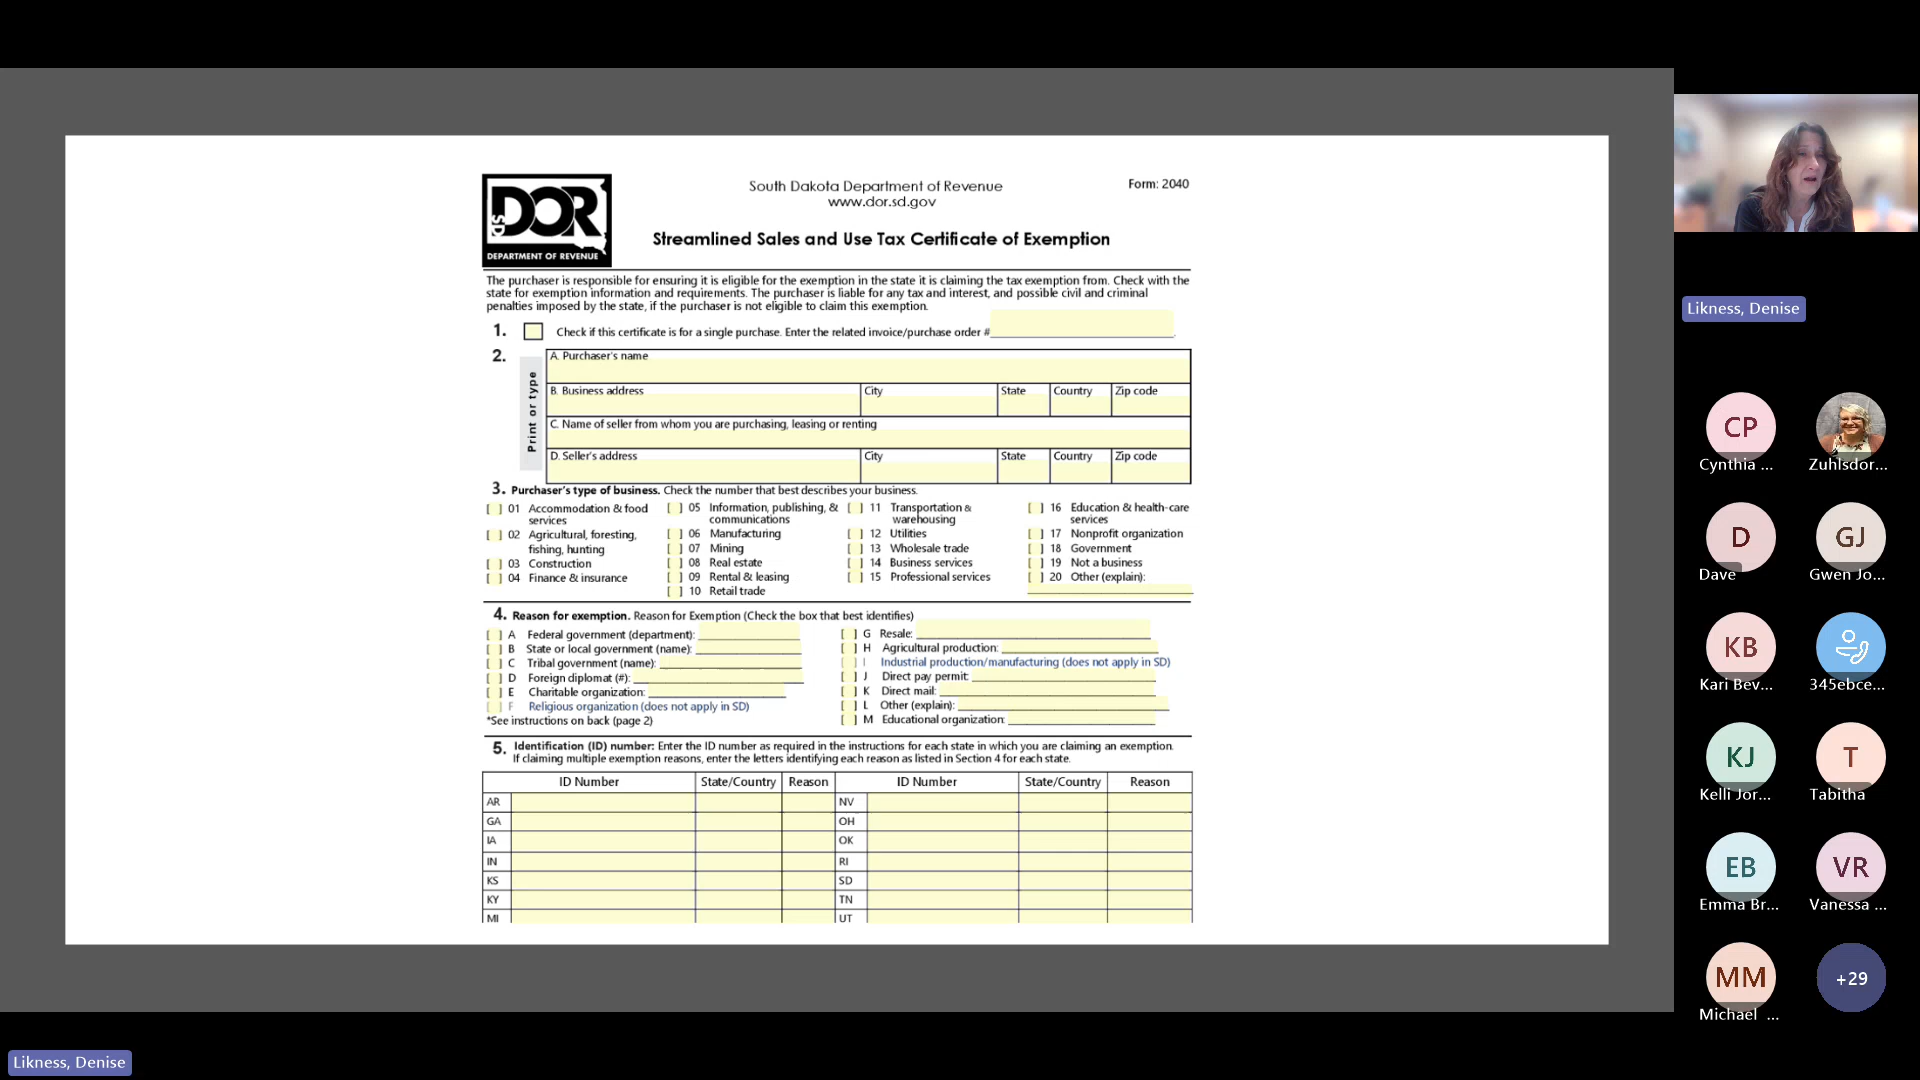 SD
DOR
DEPARTMENT OF REVENUE
South Dakota Department of Revenue
www.dor.sd.gov
Form: 2040
Streamlined Sales and Use Tax Certificate of Exemption
The purchaser is responsible for ensuring it is eligible for the exemption in the state it is claiming the tax exemption from. Check with the
state for exemption information and requirements. The purchaser is liable for any tax and interest, and possible civil and criminal
penalties imposed by the state, if the purchaser is not eligible to claim this exemption.
1. Check if this certificate is for a single purchase. Enter the related invoice/purchase order #
2.
Print or type
A. Purchaser's name
B. Business address City State Country Zip code
C. Name of seller from whom you are purchasing, leasing or renting
D. Seller's address City State Country Zip code
3. Purchaser's type of business. Check the number that best describes your business.
[ ] 01 Accommodation & food
services
[ ] 02 Agricultural, foresting,
fishing, hunting
[ ] 03 Construction
[ ] 04 Finance & insurance
[ ] 05 Information, publishing, &
communications
[ ] 06 Manufacturing
[ ] 07 Mining
[ ] 08 Real estate
[ ] 09 Rental & leasing
[ ] 10 Retail trade
[ ] 11 Transportation &
warehousing
[ ] 12 Utilities
[ ] 13 Wholesale trade
[ ] 14 Business services
[ ] 15 Professional services
[ ] 16 Education & health-care
services
[ ] 17 Nonprofit organization
[ ] 18 Government
[ ] 19 Not a business
[ ] 20 Other (explain):
4. Reason for exemption. Reason for Exemption (Check the box that best identifies)
[ ] A Federal government (department):
[ ] B State or local government (name):
[ ] C Tribal government (name):
[ ] D Foreign diplomat (#):
[ ] E Charitable organization:
[ ] F Religious organization (does not apply in SD)
*See instructions on back (page 2)
[ ] G Resale:
[ ] H Agricultural production:
[ ] I Industrial production/manufacturing (does not apply in SD)
[ ] J Direct pay permit:
[ ] K Direct mail:
[ ] L Other (explain):
[ ] M Educational organization:
5. Identification (ID) number: Enter the ID number as required in the instructions for each state in which you are claiming an exemption.
If claiming multiple exemption reasons, enter the letters identifying each reason as listed in Section 4 for each state.
ID Number State/Country Reason ID Number State/Country Reason
AR NV
GA OH
IA OK
IN RI
KS SD
KY TN
MI UT
Likness, Denise
CP
Cynthia ...
Zuhlsdor...
D
Dave
GJ
Gwen Jo...
KB
Kari Bev...
345ebce...
KJ
Kelli Jor...
T
Tabitha
EB
Emma Br...
VR
Vanessa ...
MM
Michael ...
+29
Likness, Denise